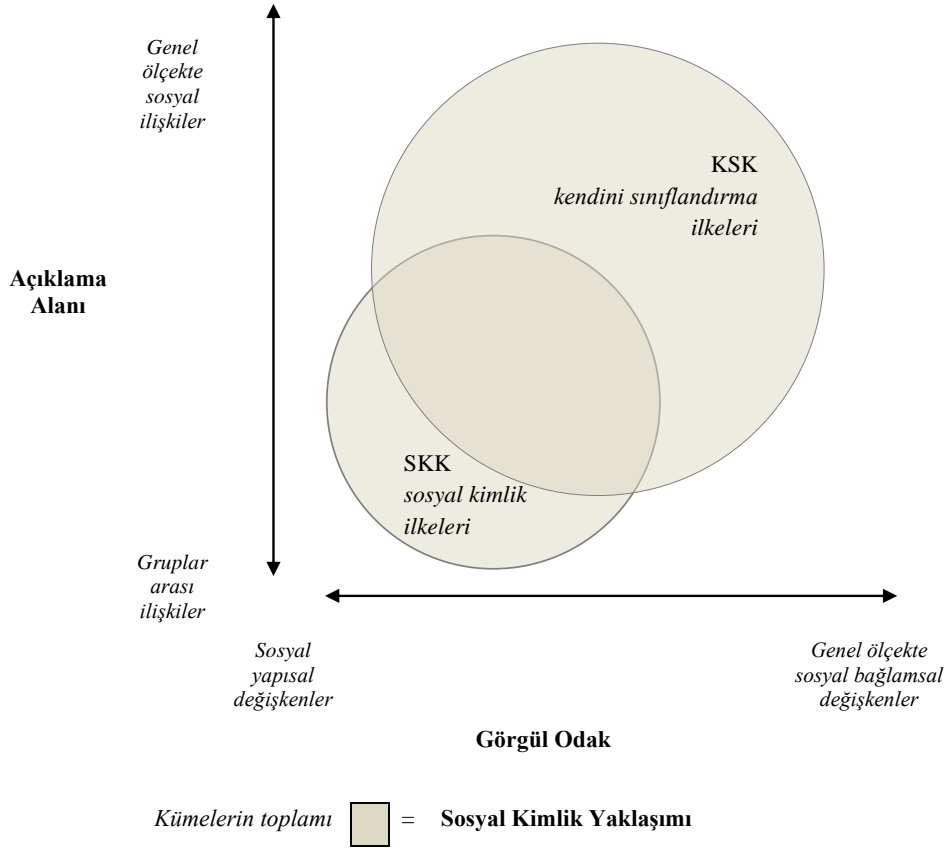 Genel
ölçekte
sosyal
ilişkiler
KSK
kendini sınıflandırma
ilkeleri
Açıklama
Alanı
SKK
sosyal kimlik
ilkeleri
Gruplar
arası
ilişkiler
Sosyal
yapısal
değişkenler
Genel ölçekte
sosyal bağlamsal
değişkenler
Görgül Odak
Kümelerin toplamı = Sosyal Kimlik Yaklaşımı